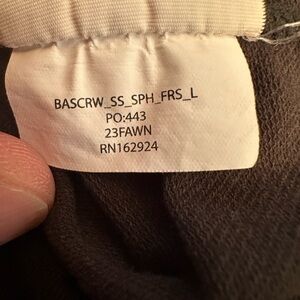 BASCRW_SS_SPH_FRS_L
PO:443
23FAWN
RN162924